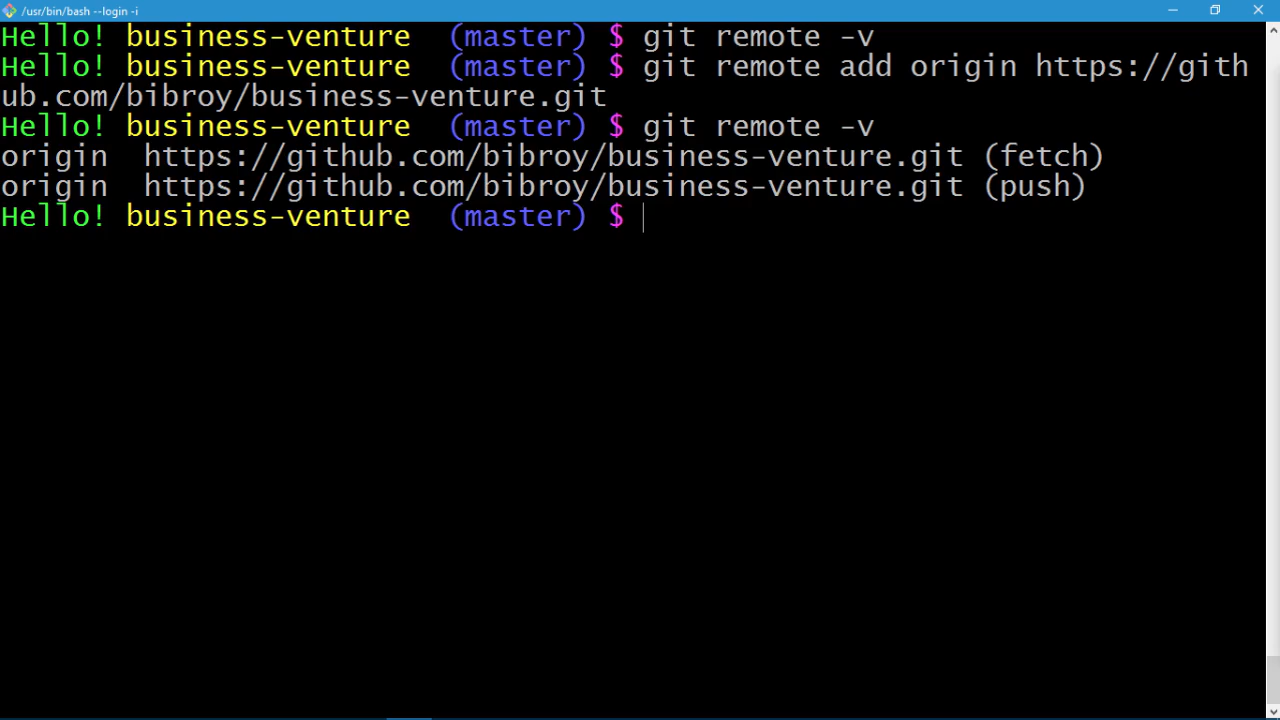 /usr/bin/bash --login -i
Hello! business-venture (master) $ git remote -v
Hello! business-venture (master) $ git remote add origin https://gith
ub.com/bibroy/business-venture.git
Hello! business-venture (master) $ git remote -v
origin https://github.com/bibroy/business-venture.git (fetch)
origin https://github.com/bibroy/business-venture.git (push)
Hello! business-venture (master) $